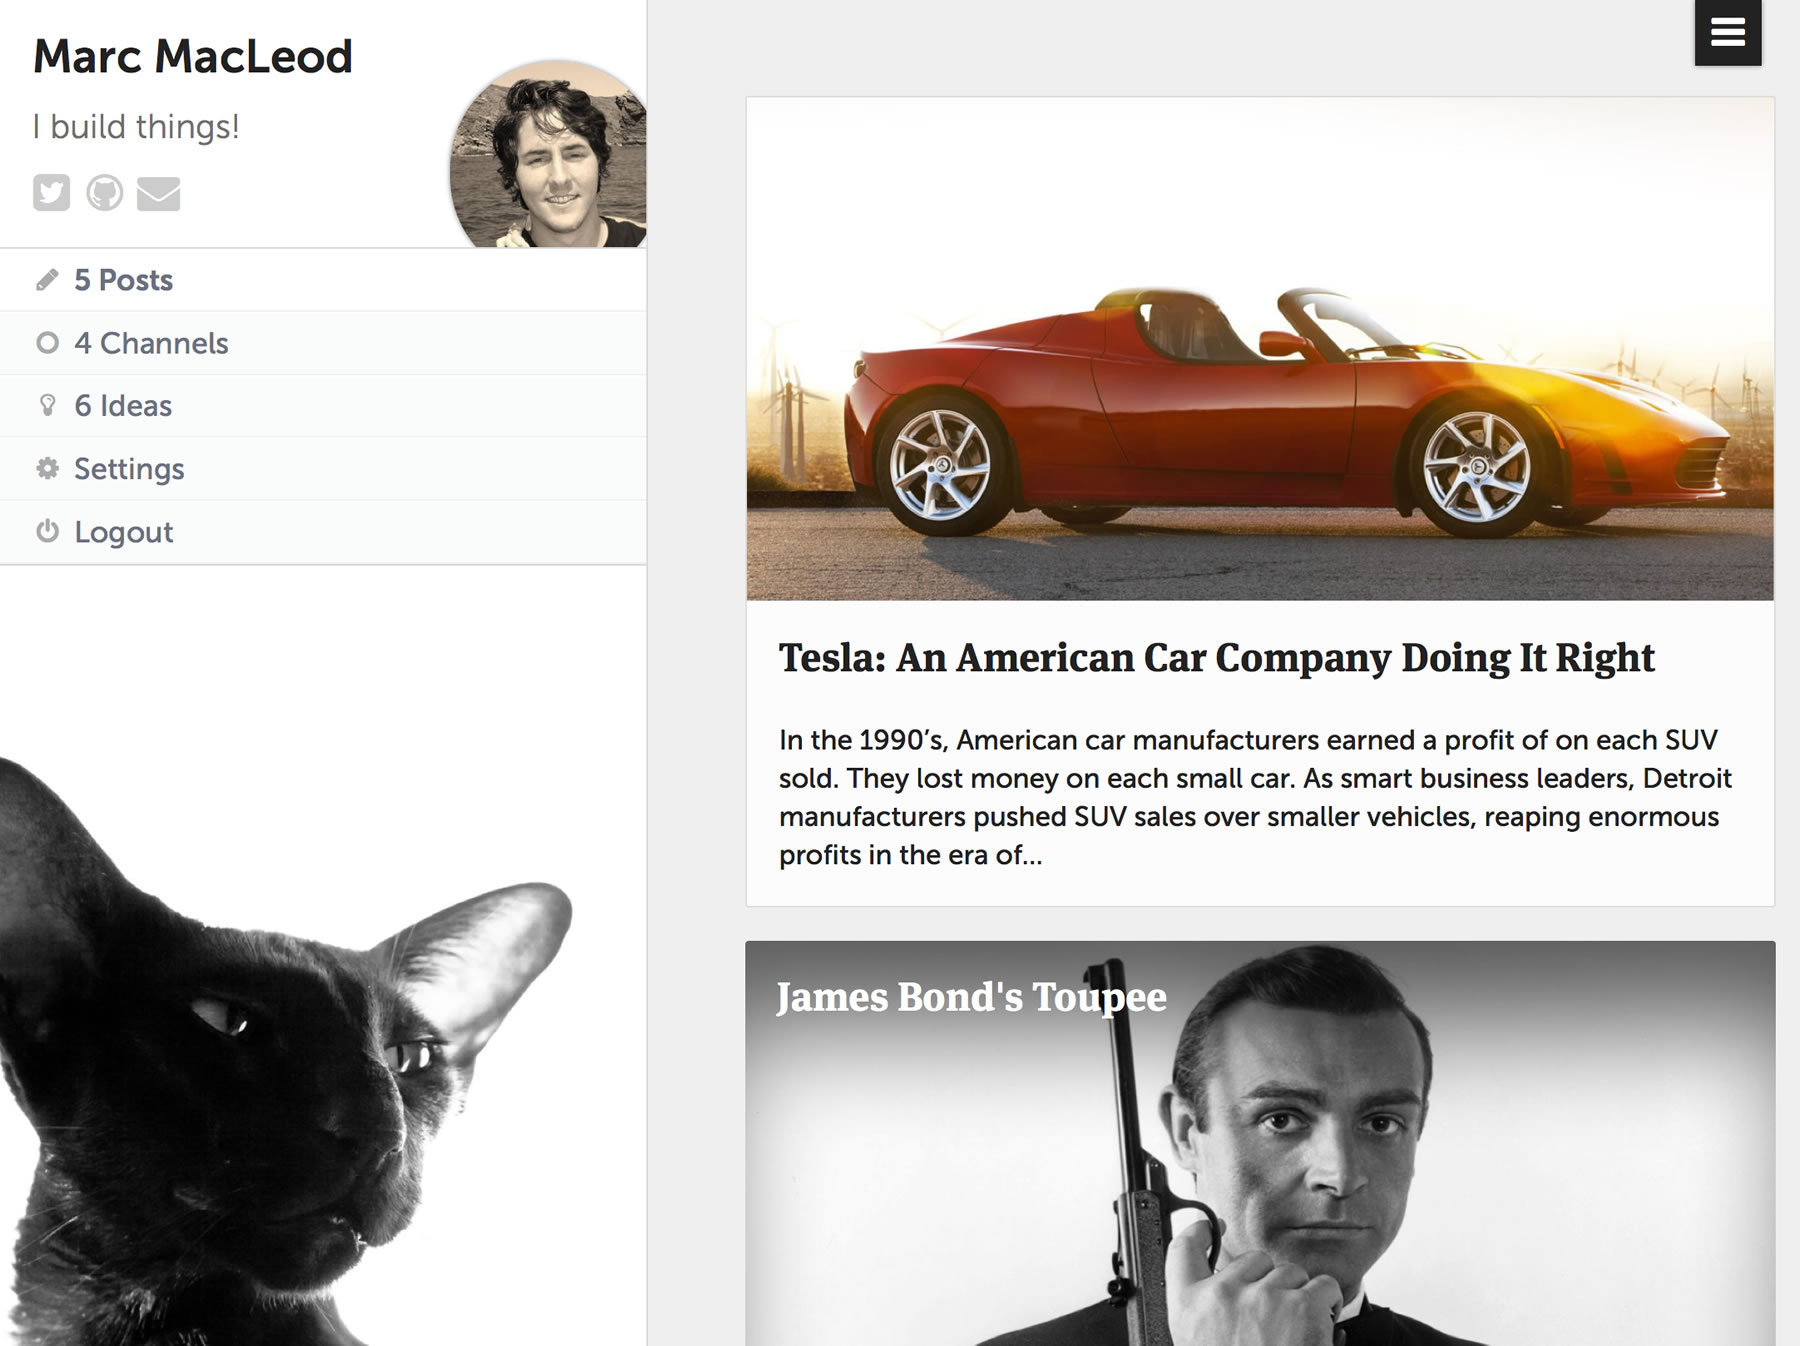 Marc MacLeod
I build things!
5 Posts
4 Channels
6 Ideas
Settings
Logout
Tesla: An American Car Company Doing It Right
In the 1990’s, American car manufacturers earned a profit of on each SUV
sold. They lost money on each small car. As smart business leaders, Detroit
manufacturers pushed SUV sales over smaller vehicles, reaping enormous
profits in the era of...
James Bond's Toupee